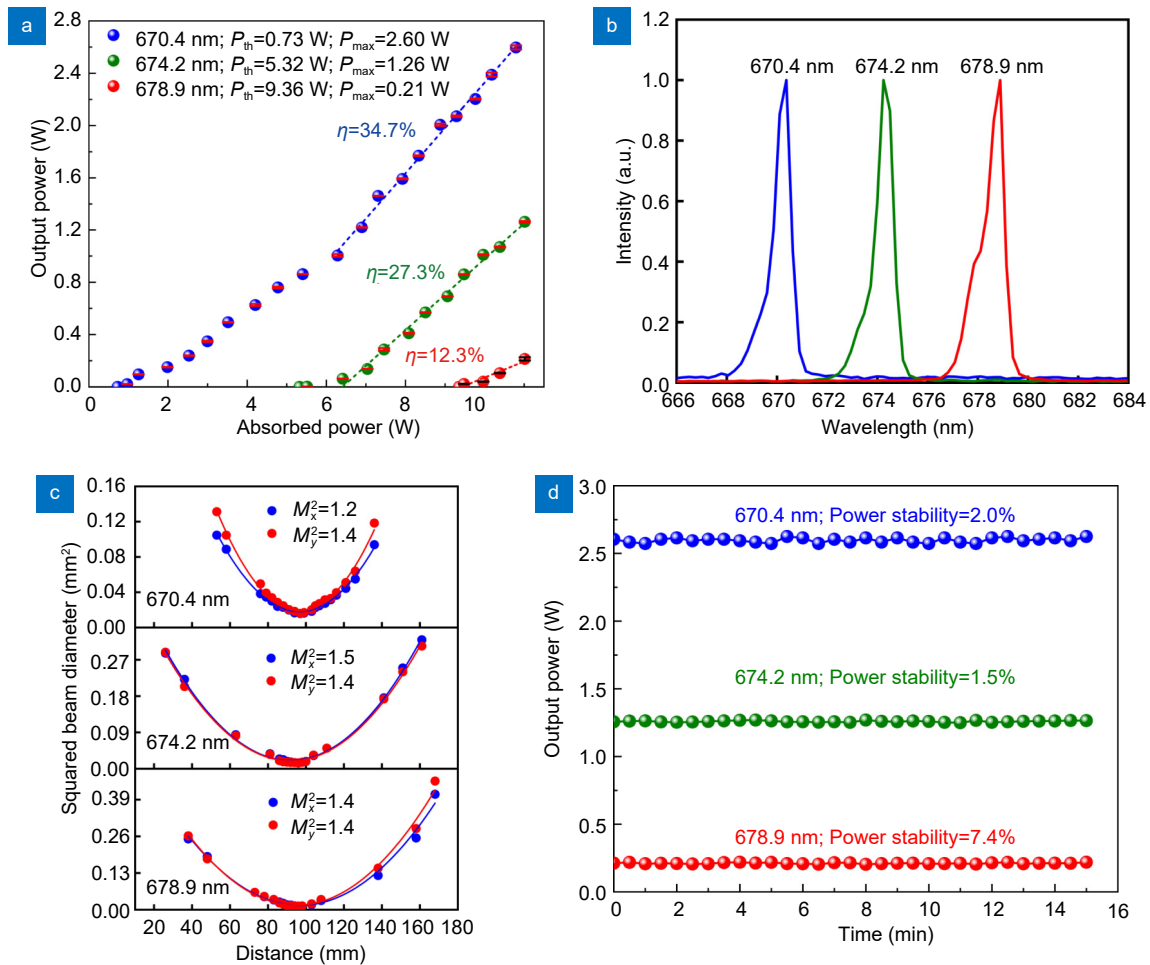 a
2.8
2.4
2.0
1.6
1.2
0.8
0.4
0.0
Output power (W)
670.4 nm; Pth=0.73 W; Pmax=2.60 W
674.2 nm; Pth=5.32 W; Pmax=1.26 W
678.9 nm; Pth=9.36 W; Pmax=0.21 W
η=34.7%
η=27.3%
η=12.3%
0 2 4 6 8 10
Absorbed power (W)
b
1.2
1.0
0.8
0.6
0.4
0.2
0.0
Intensity (a.u.)
670.4 nm 674.2 nm 678.9 nm
666 668 670 672 674 676 678 680 682 684
Wavelength (nm)
c
Squared beam diameter (mm²)
0.16
0.12
0.08
0.04
0.00
M²x=1.2
M²y=1.4
670.4 nm
0.27
0.18
0.09
0.00
M²x=1.5
M²y=1.4
674.2 nm
0.39
0.26
0.13
0.00
M²x=1.4
M²y=1.4
678.9 nm
20 40 60 80 100 120 140 160 180
Distance (mm)
d
3.0
2.5
2.0
1.5
1.0
0.5
0.0
Output power (W)
670.4 nm; Power stability=2.0%
674.2 nm; Power stability=1.5%
678.9 nm; Power stability=7.4%
0 2 4 6 8 10 12 14 16
Time (min)